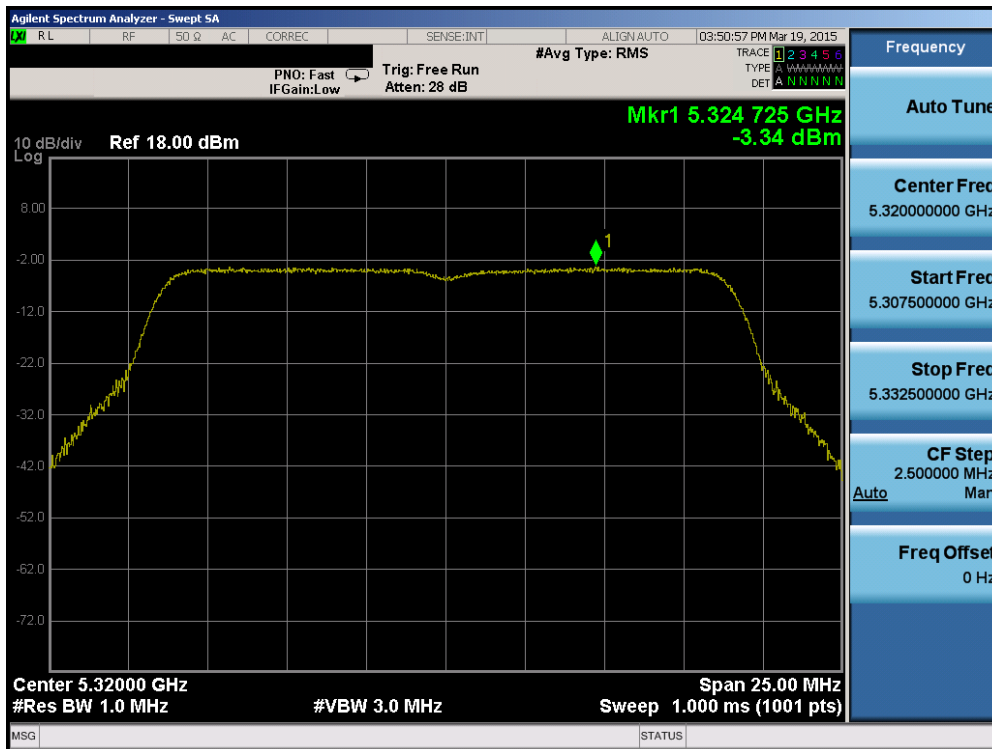 Agilent Spectrum Analyzer - Swept SA
LXI RL RF 50 Ω AC CORREC SENSE:INT ALIGN AUTO 03:50:57 PM Mar 19, 2015
#Avg Type: RMS
TRACE 1 2 3 4 5 6
TYPE A WWWWW
DET A N N N N N
PNO: Fast Trig: Free Run
IFGain:Low Atten: 28 dB
Mkr1 5.324 725 GHz
-3.34 dBm
10 dB/div Ref 18.00 dBm
Log
8.00
-2.00
-12.0
-22.0
-32.0
-42.0
-52.0
-62.0
-72.0
1
Center 5.32000 GHz Span 25.00 MHz
#Res BW 1.0 MHz #VBW 3.0 MHz Sweep 1.000 ms (1001 pts)
MSG STATUS
Frequency
Auto Tune
Center Freq
5.320000000 GHz
Start Freq
5.307500000 GHz
Stop Freq
5.332500000 GHz
CF Step
2.500000 MHz
Auto Man
Freq Offset
0 Hz